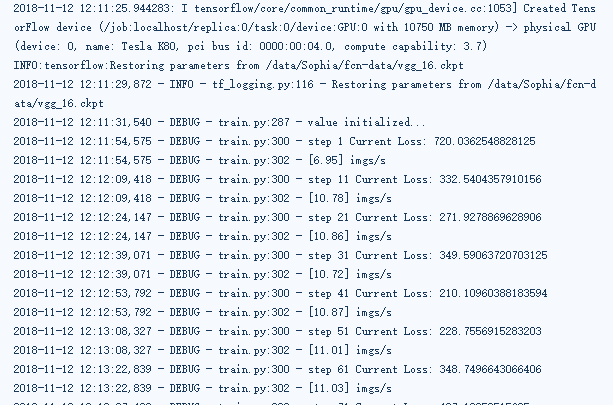 2018-11-12 12:11:25.944283: I tensorflow/core/common_runtime/gpu/gpu_device.cc:1053] Created Tens
orFlow device (/job:localhost/replica:0/task:0/device:GPU:0 with 10750 MB memory) -> physical GPU
(device: 0, name: Tesla K80, pci bus id: 0000:00:04.0, compute capability: 3.7)
INFO:tensorflow:Restoring parameters from /data/Sophia/fcn-data/vgg_16.ckpt
2018-11-12 12:11:29,872 - INFO - tf_logging.py:116 - Restoring parameters from /data/Sophia/fcn-d
ata/vgg_16.ckpt
2018-11-12 12:11:31,540 - DEBUG - train.py:287 - value initialized...
2018-11-12 12:11:54,575 - DEBUG - train.py:300 - step 1 Current Loss: 720.0362548828125
2018-11-12 12:11:54,575 - DEBUG - train.py:302 - [6.95] imgs/s
2018-11-12 12:12:09,418 - DEBUG - train.py:300 - step 11 Current Loss: 332.5404357910156
2018-11-12 12:12:09,418 - DEBUG - train.py:302 - [10.78] imgs/s
2018-11-12 12:12:24,147 - DEBUG - train.py:300 - step 21 Current Loss: 271.9278869628906
2018-11-12 12:12:24,147 - DEBUG - train.py:302 - [10.86] imgs/s
2018-11-12 12:12:39,071 - DEBUG - train.py:300 - step 31 Current Loss: 349.59063720703125
2018-11-12 12:12:39,071 - DEBUG - train.py:302 - [10.72] imgs/s
2018-11-12 12:12:53,792 - DEBUG - train.py:300 - step 41 Current Loss: 210.10960388183594
2018-11-12 12:12:53,792 - DEBUG - train.py:302 - [10.87] imgs/s
2018-11-12 12:13:08,327 - DEBUG - train.py:300 - step 51 Current Loss: 228.7556915283203
2018-11-12 12:13:08,327 - DEBUG - train.py:302 - [11.01] imgs/s
2018-11-12 12:13:22,839 - DEBUG - train.py:300 - step 61 Current Loss: 348.7496643066406
2018-11-12 12:13:22,839 - DEBUG - train.py:302 - [11.03] imgs/s